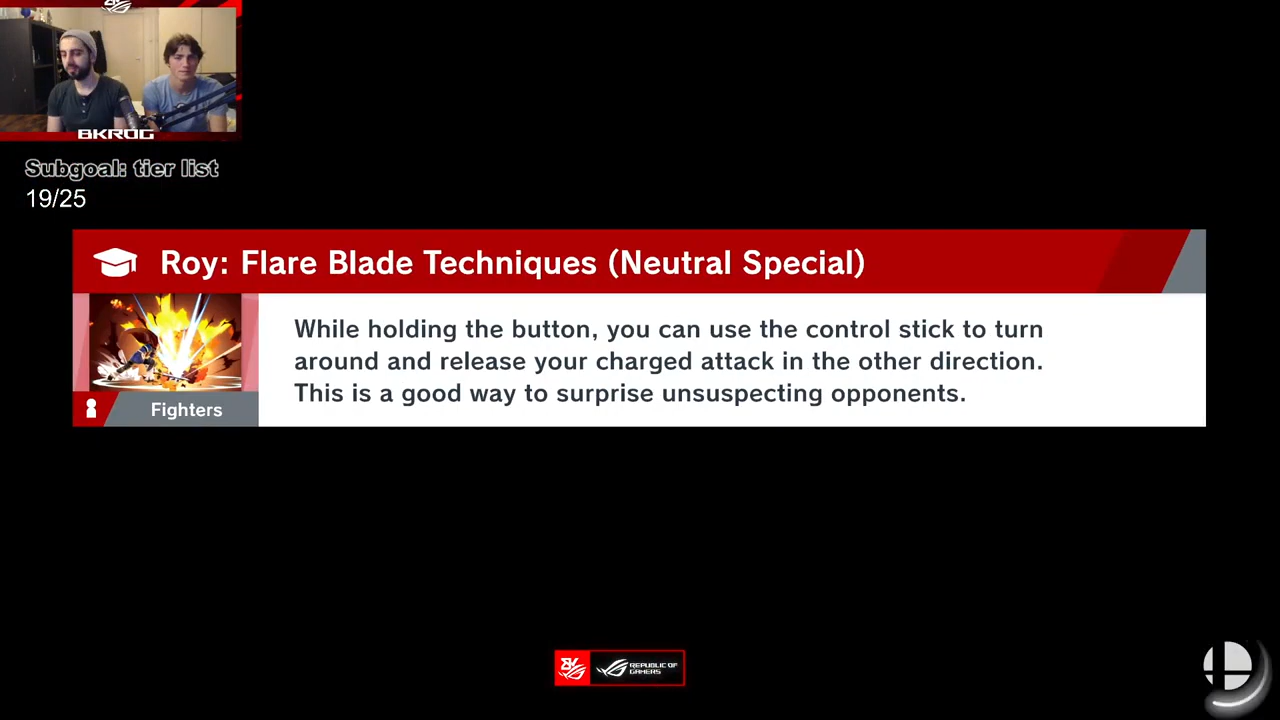 BKROG
Subgoal: tier list
19/25
Roy: Flare Blade Techniques (Neutral Special)
While holding the button, you can use the control stick to turn
around and release your charged attack in the other direction.
This is a good way to surprise unsuspecting opponents.
Fighters
REPUBLIC OF
GAMERS